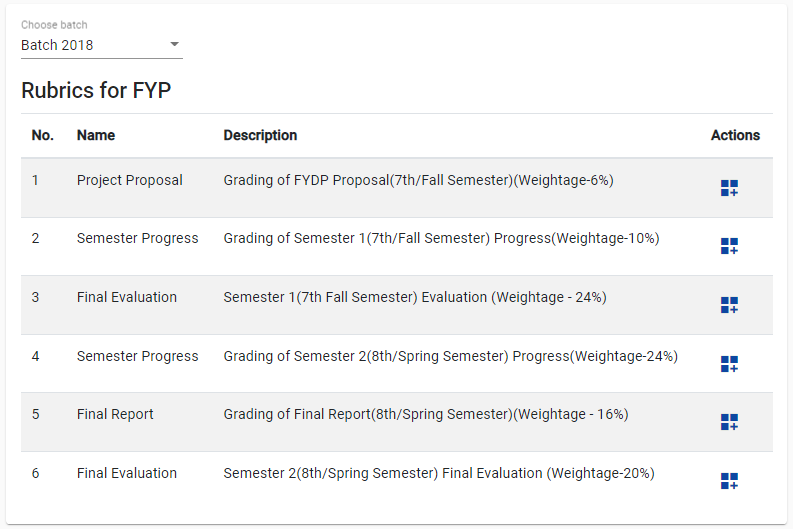 Choose batch
Batch 2018
Rubrics for FYP
No. Name Description Actions
1 Project Proposal Grading of FYDP Proposal(7th/Fall Semester)(Weightage-6%)
2 Semester Progress Grading of Semester 1(7th/Fall Semester) Progress(Weightage-10%)
3 Final Evaluation Semester 1(7th Fall Semester) Evaluation (Weightage - 24%)
4 Semester Progress Grading of Semester 2(8th/Spring Semester) Progress(Weightage-24%)
5 Final Report Grading of Final Report(8th/Spring Semester)(Weightage - 16%)
6 Final Evaluation Semester 2(8th/Spring Semester) Final Evaluation (Weightage-20%)